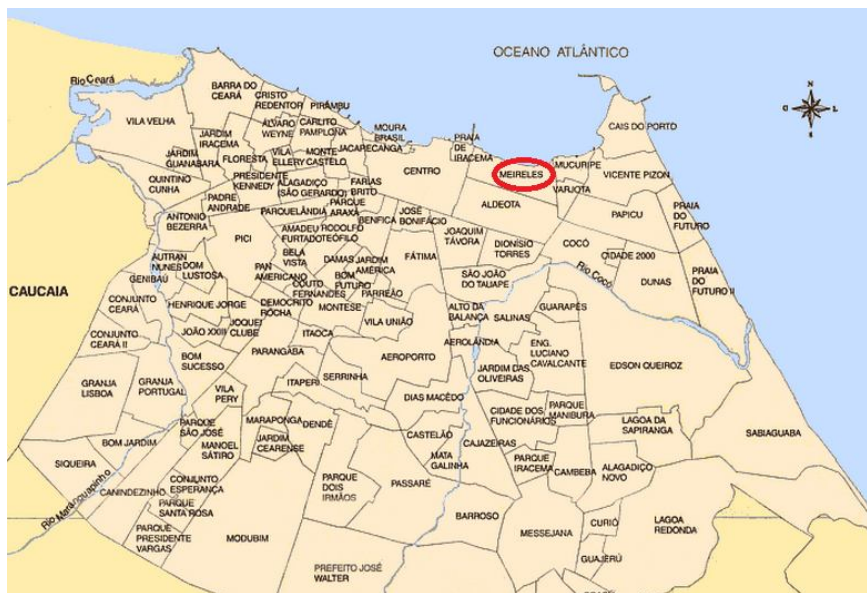 OCEANO ATLÂNTICO
N
O
L
S
Rio Ceará
BARRA DO
CEARÁ
CRISTO
REDENTOR
PIRÂMBU
VILA VELHA
ÁLVARO
WEYNE
CARLITO
PAMPLONA
MOURA
BRASIL
PRAIA
DE
IRACEMA
CAIS DO PORTO
JARDIM
IRACEMA
JARDIM
GUANABARA
FLORESTA
VILA
ELLERY
MONTE
CASTELO
JACARECANGA
CENTRO
MEIRELES
MUCURIPE
VICENTE PIZON
VARJOTA
QUINTINO
CUNHA
PRESIDENTE
KENNEDY
ALAGADIÇO
(SÃO GERARDO)
FARIAS
BRITO
ALDEOTA
PADRE
ANDRADE
PARQUELÂNDIA
PARQUE
ARAXÁ
BENFICA
JOSÉ
BONIFÁCIO
PAPICU
PRAIA
DO
FUTURO
ANTONIO
BEZERRA
PICI
AMADEU
FURTADO
RODOLFO
TEÓFILO
JOAQUIM
TÁVORA
DIONÍSIO
TORRES
COCÓ
CIDADE 2000
AUTRAN
NUNES
DOM
LUSTOSA
BELA
VISTA
DAMAS
JARDIM
AMÉRICA
FÁTIMA
Rio Cocó
GENIBAÚ
PAN
AMERICANO
COUTO
FERNANDES
BOM
FUTURO
PARREÃO
SÃO JOÃO
DO TAUAPE
DUNAS
PRAIA
DO
FUTURO II
CAUCAIA
CONJUNTO
CEARÁ
HENRIQUE JORGE
DEMOCRITO
ROCHA
MONTESE
ALTO DA
BALANÇA
SALINAS
GUARAPÉS
JOÃO XXIII
JOQUEI
CLUBE
ITAOCA
VILA UNIÃO
CONJUNTO
CEARÁ II
BOM
SUCESSO
PARANGABA
AEROPORTO
AEROLÂNDIA
ENG.
LUCIANO
CAVALCANTE
EDSON QUEIROZ
GRANJA
LISBOA
GRANJA
PORTUGAL
VILA
PERY
ITAPERI
SERRINHA
JARDIM DAS
OLIVEIRAS
DIAS MACÊDO
CIDADE DOS
FUNCIONÁRIOS
PARQUE
MANIBURA
LAGOA DA
SAPIRANGA
SABIAGUABA
PARQUE
SÃO JOSÉ
MARAPONGA
DENDÊ
BOM JARDIM
MANOEL
SÁTIRO
JARDIM
CEARENSE
CASTELÃO
CAJAZEIRAS
MATA
GALINHA
PARQUE
IRACEMA
CAMBEBA
ALAGADIÇO
NOVO
SIQUEIRA
CANINDEZINHO
CONJUNTO
ESPERANÇA
PARQUE
DOIS
IRMÃOS
PASSARÉ
Rio Maranguapinho
PARQUE
SANTA ROSA
BARROSO
MESSEJANA
CURIÓ
LAGOA
REDONDA
PARQUE
PRESIDENTE
VARGAS
MODUBIM
GUAJERÚ
PREFEITO JOSÉ
WALTER